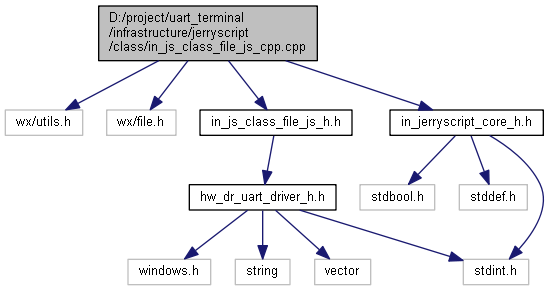 D:/project/uart_terminal
/infrastructure/jerryscript
/class/in_js_class_file_js_cpp.cpp
wx/utils.h
wx/file.h
in_js_class_file_js_h.h
in_jerryscript_core_h.h
hw_dr_uart_driver_h.h
stdbool.h
stddef.h
windows.h
string
vector
stdint.h